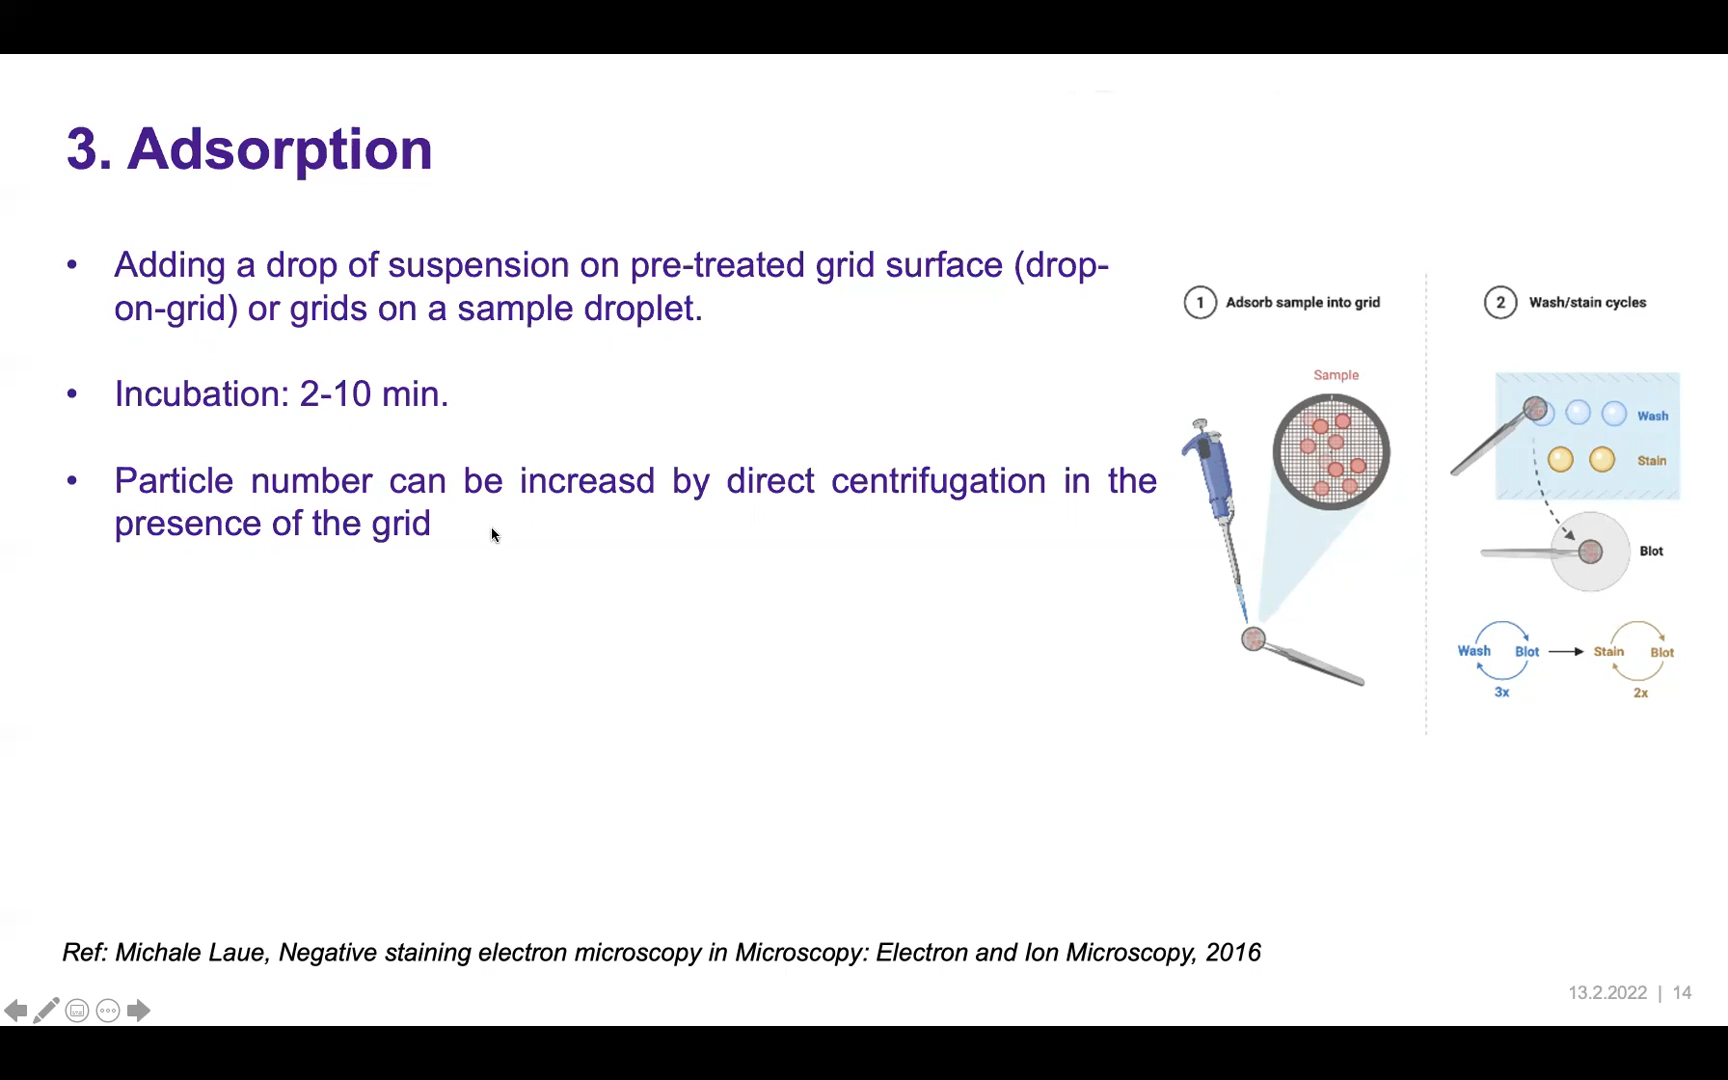 3. Adsorption
• Adding a drop of suspension on pre-treated grid surface (drop-
on-grid) or grids on a sample droplet.
• Incubation: 2-10 min.
• Particle number can be increasd by direct centrifugation in the
presence of the grid
1 Adsorb sample into grid
Sample
2 Wash/stain cycles
Wash
Stain
Blot
Wash Blot Stain Blot
3x 2x
Ref: Michale Laue, Negative staining electron microscopy in Microscopy: Electron and Ion Microscopy, 2016
13.2.2022 | 14